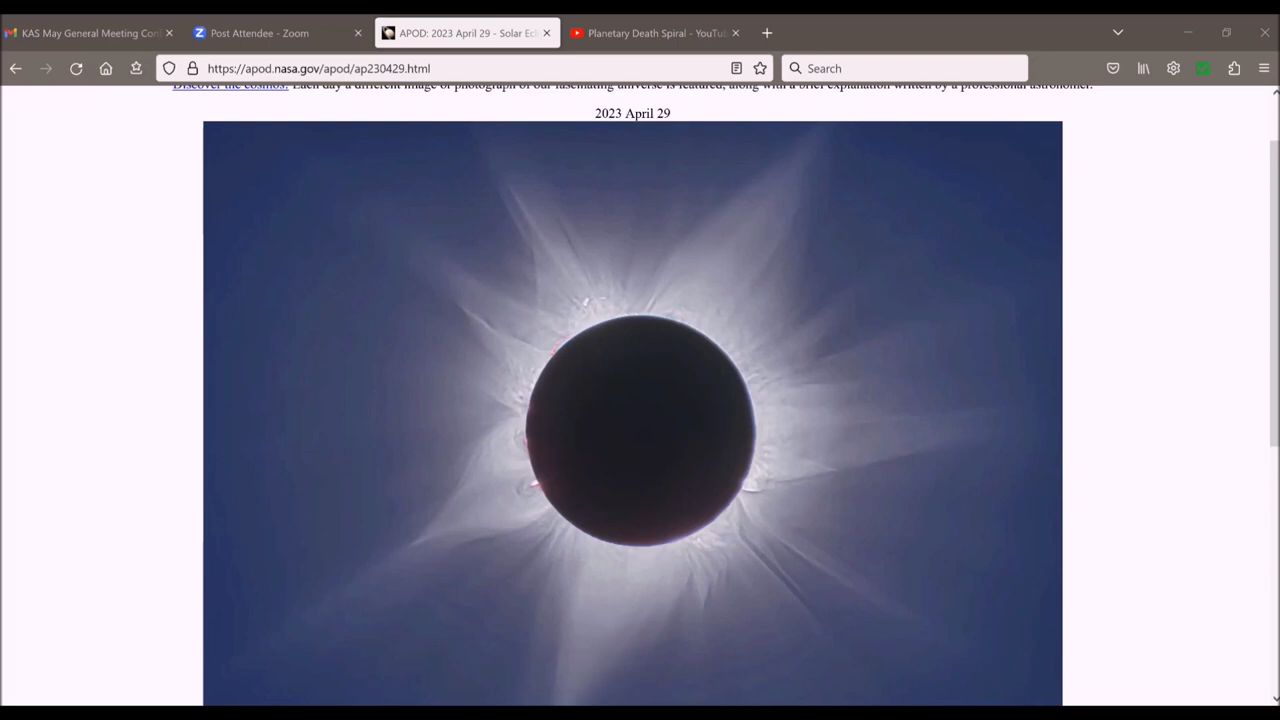 KAS May General Meeting Con
Post Attendee - Zoom
APOD: 2023 April 29 - Solar Ecl
Planetary Death Spiral - YouTu
https://apod.nasa.gov/apod/ap230429.html
Search
Discover the cosmos! Each day a different image or photograph of our fascinating universe is featured, along with a brief explanation written by a professional astronomer.
2023 April 29